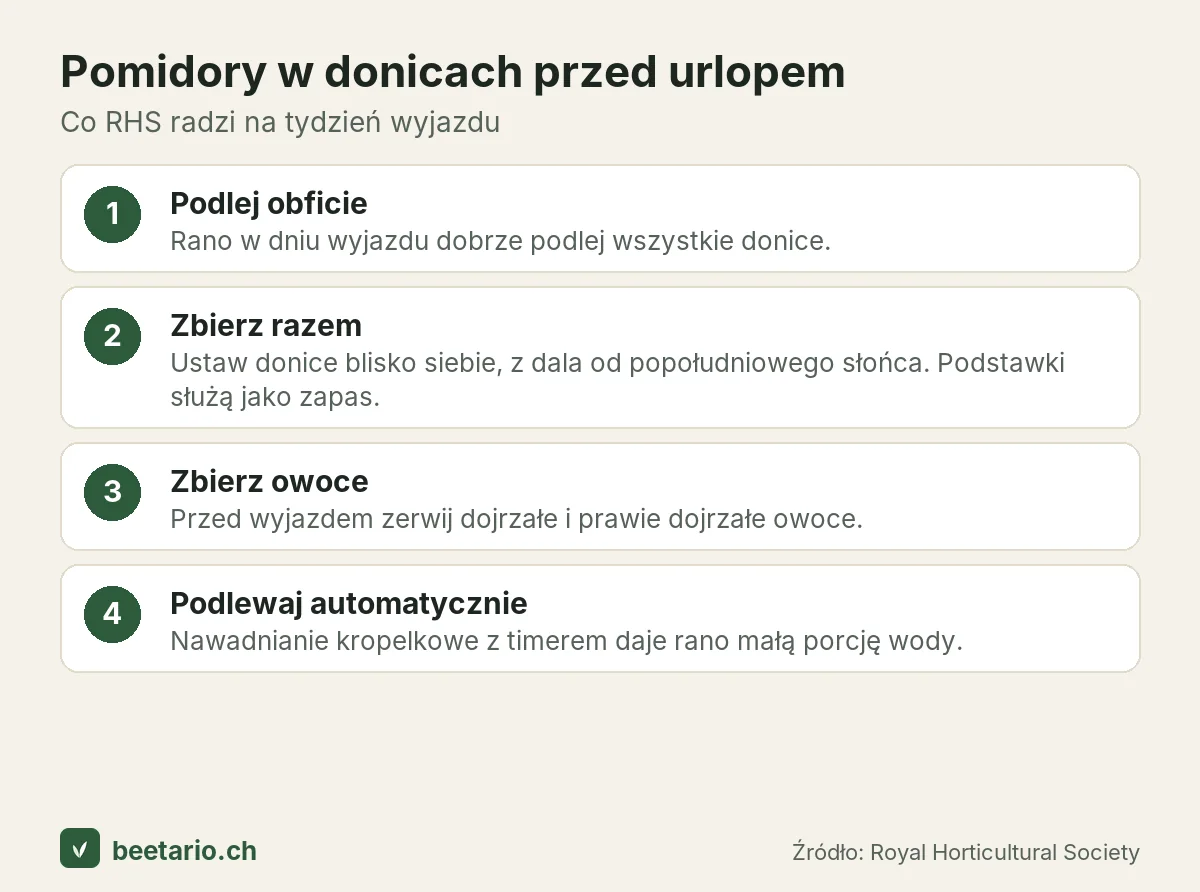 Pomidory w donicach przed urlopem
Co RHS radzi na tydzień wyjazdu
1
Podlej obficie
Rano w dniu wyjazdu dobrze podlej wszystkie donice.
2
Zbierz razem
Ustaw donice blisko siebie, z dala od popołudniowego słońca. Podstawki
służą jako zapas.
3
Zbierz owoce
Przed wyjazdem zerwij dojrzałe i prawie dojrzałe owoce.
4
Podlewaj automatycznie
Nawadnianie kropelkowe z timerem daje rano małą porcję wody.
beetario.ch
Źródło: Royal Horticultural Society